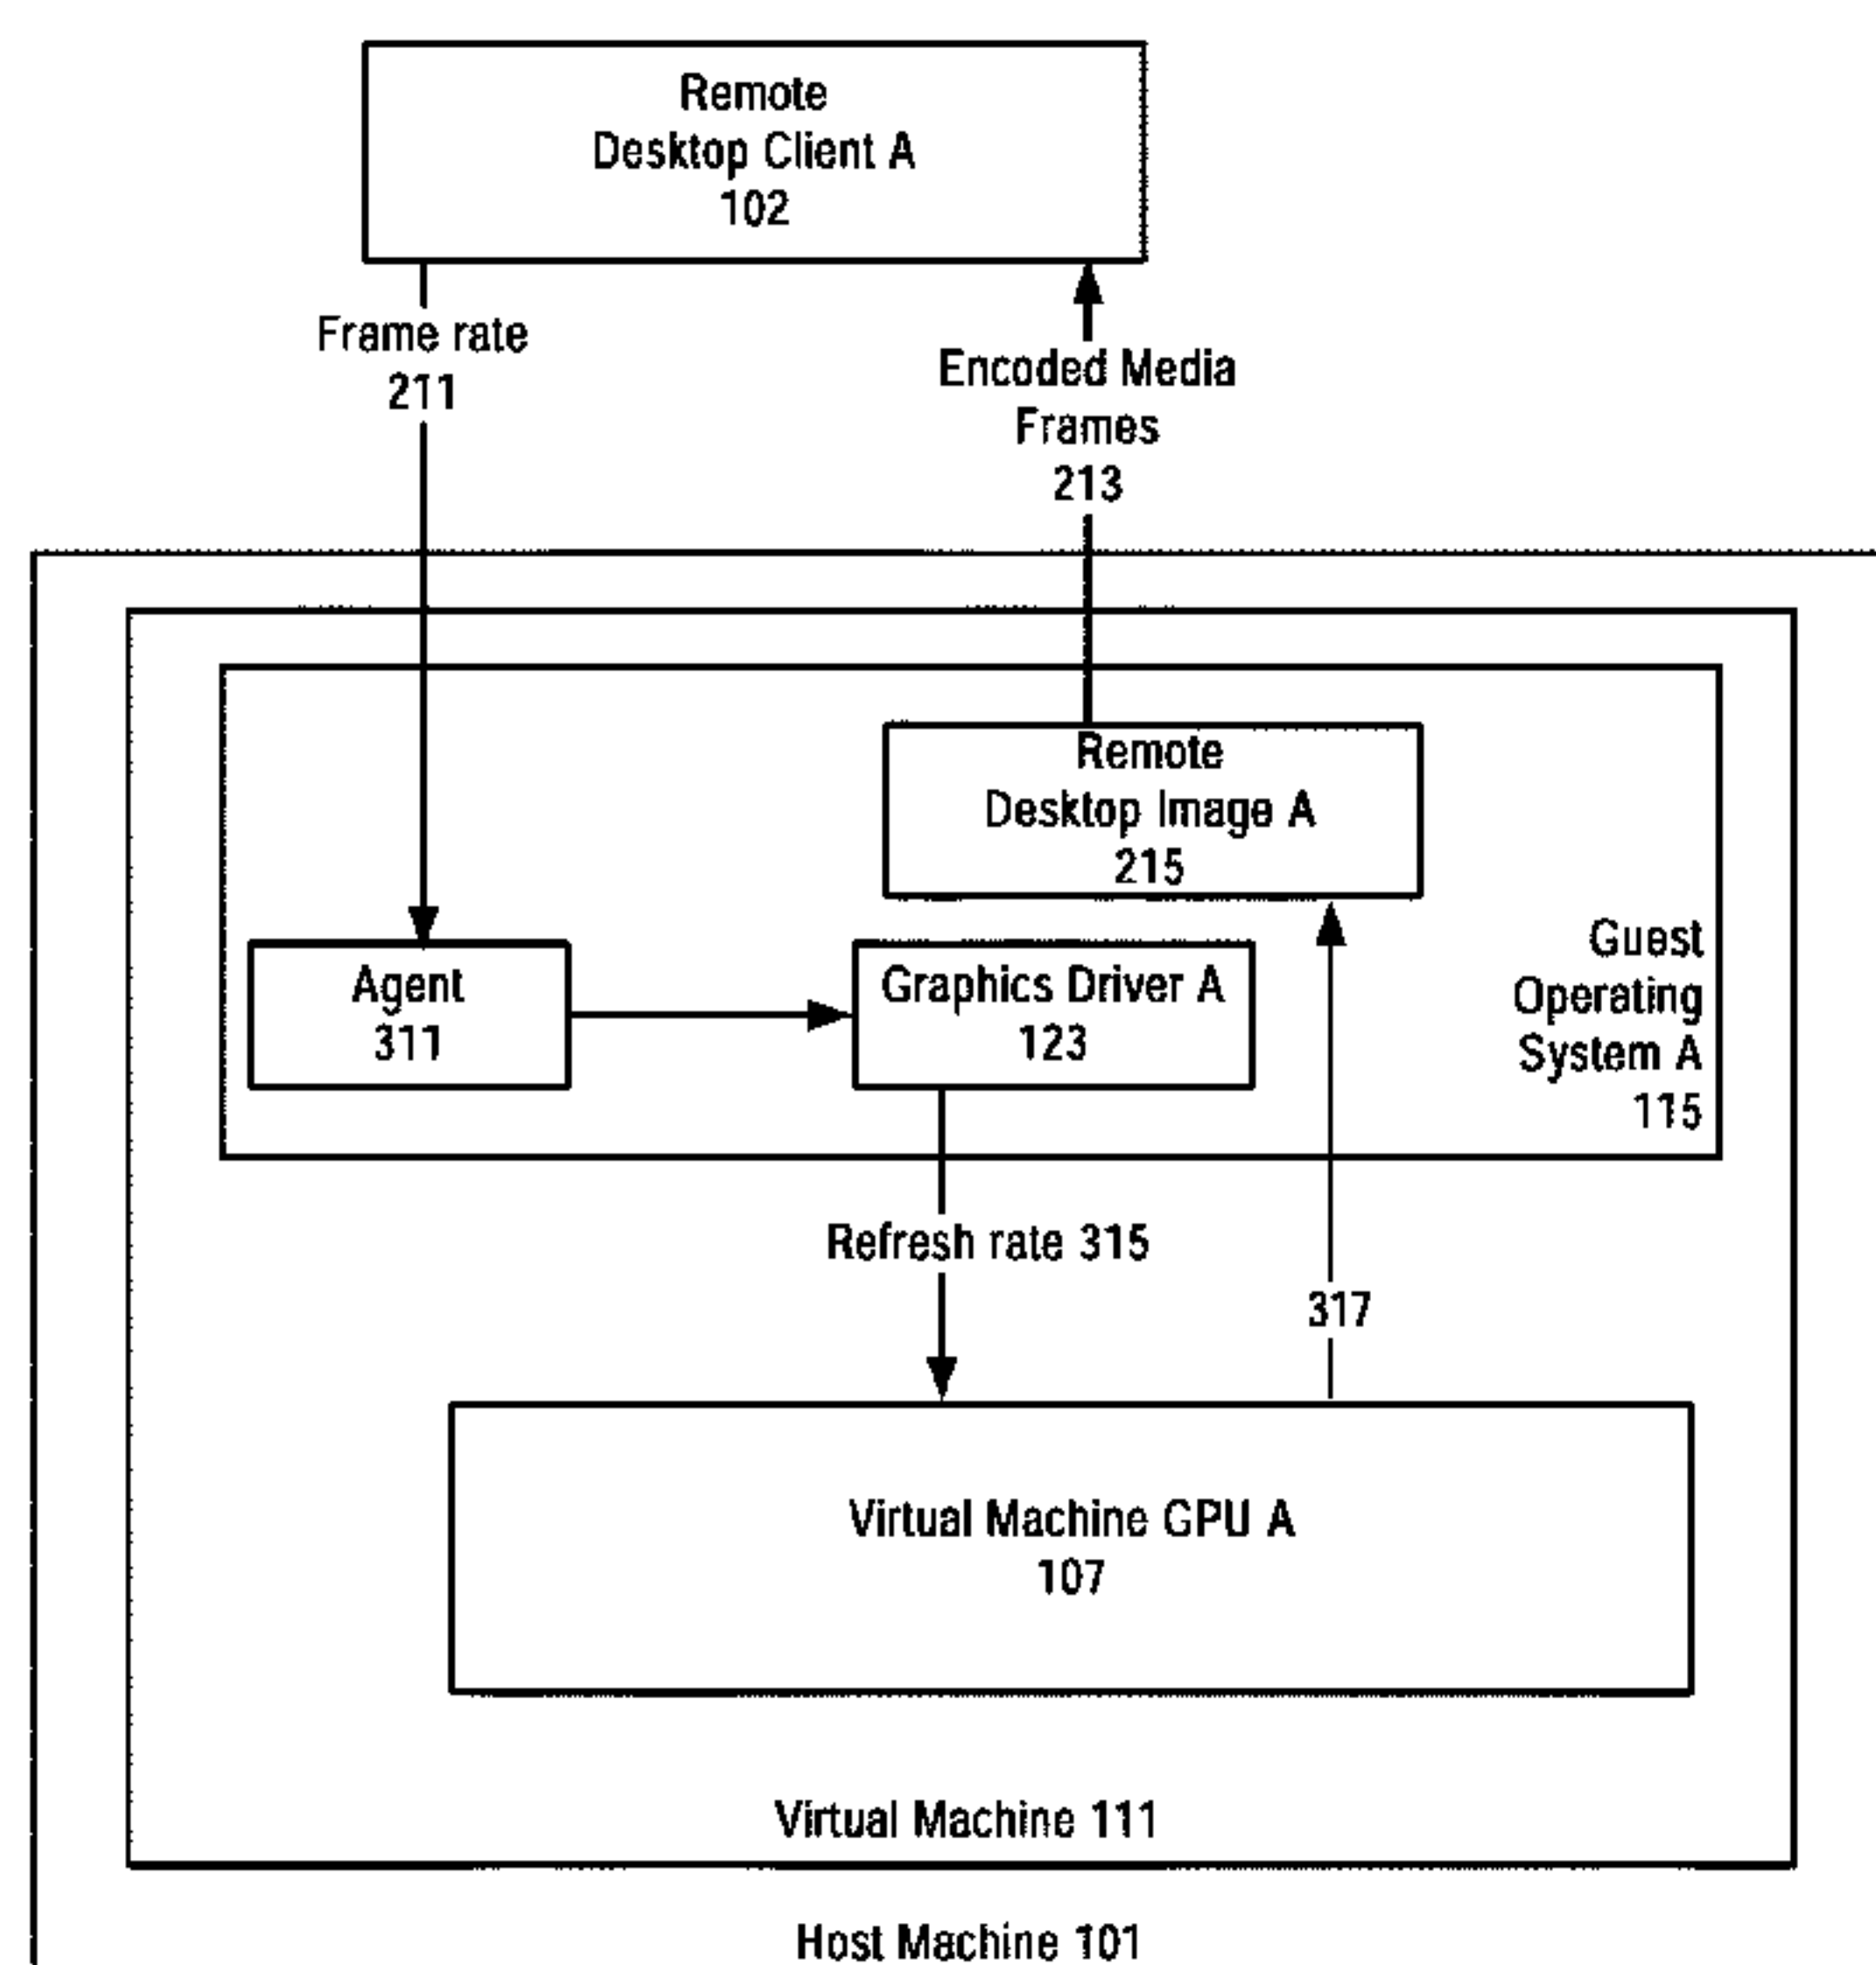 Remote
Desktop Client A
102
Frame rate
211
Encoded Media
Frames
213
Remote
Desktop Image A
215
Agent
311
Graphics Driver A
123
Guest
Operating
System A
115
Refresh rate 315
317
Virtual Machine GPU A
107
Virtual Machine 111
Host Machine 101